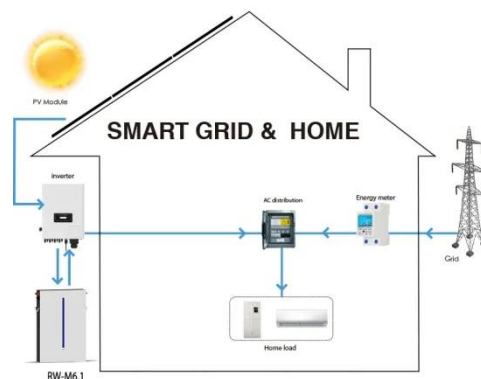 PV Module
SMART GRID & HOME
Inverter
AC distribution
Energy meter
Grid
Home load
RW-M6.1